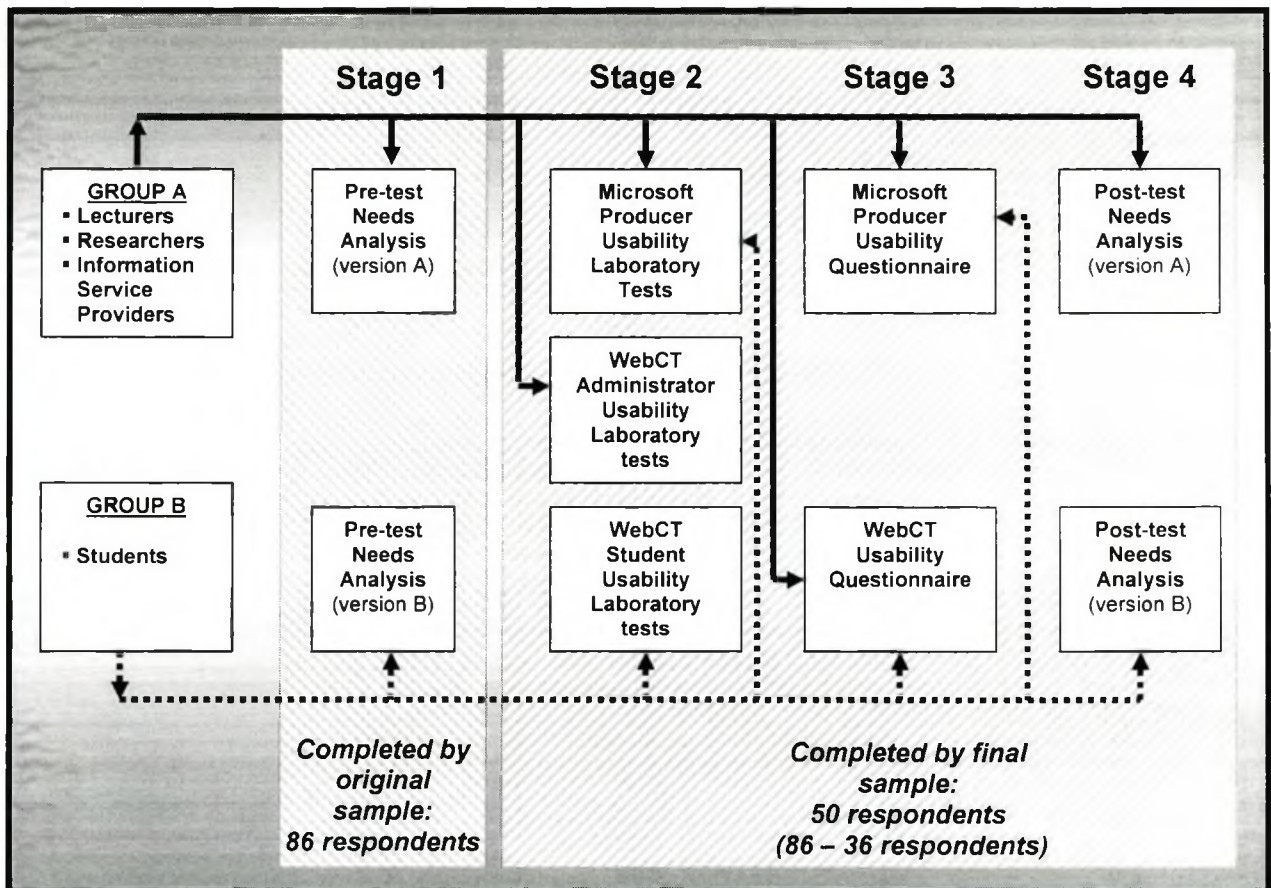 Stage 1
Stage 2
Stage 3
Stage 4
GROUP A
▪ Lecturers
▪ Researchers
▪ Information
Service
Providers
Pre-test
Needs
Analysis
(version A)
Microsoft
Producer
Usability
Laboratory
Tests
Microsoft
Producer
Usability
Questionnaire
Post-test
Needs
Analysis
(version A)
WebCT
Administrator
Usability
Laboratory
tests
GROUP B
▪ Students
Pre-test
Needs
Analysis
(version B)
WebCT
Student
Usability
Laboratory
tests
WebCT
Usability
Questionnaire
Post-test
Needs
Analysis
(version B)
Completed by
original
sample:
86 respondents
Completed by final
sample:
50 respondents
(86 – 36 respondents)